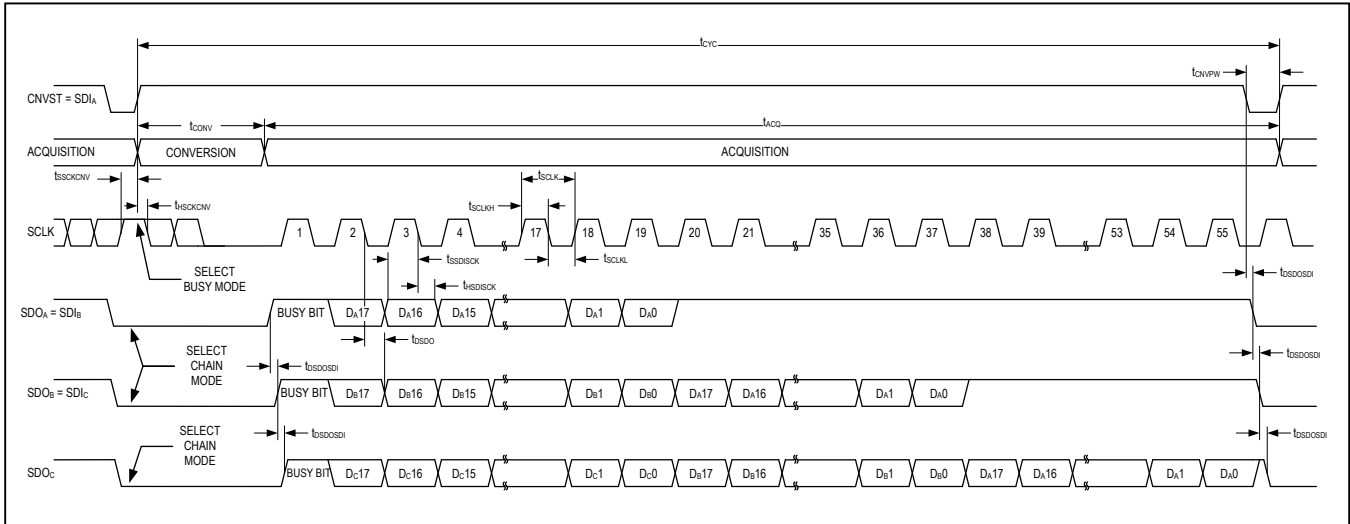 tCYC
tCNVPW
CNVST = SDIA
tCONV
tACQ
ACQUISITION
CONVERSION
ACQUISITION
tSSCKCNV
tHSCKCNV
tSCLK
tSCLKH
SCLK
1 2 3 4 17 18 19 20 21 35 36 37 38 39 53 54 55
tSSDISCK
tSCLKL
SELECT
BUSY MODE
tHSDISCK
tDSDOSDI
SDOA = SDIB
BUSY BIT DA17 DA16 DA15 DA1 DA0
SELECT
CHAIN
MODE
tDSDO
tDSDOSDI
tDSDOSDI
SDOB = SDIC
BUSY BIT DB17 DB16 DB15 DB1 DB0 DA17 DA16 DA1 DA0
SELECT
CHAIN
MODE
tDSDOSDI
tDSDOSDI
SDOC
BUSY BIT DC17 DC16 DC15 DC1 DC0 DB17 DB16 DB1 DB0 DA17 DA16 DA1 DA0